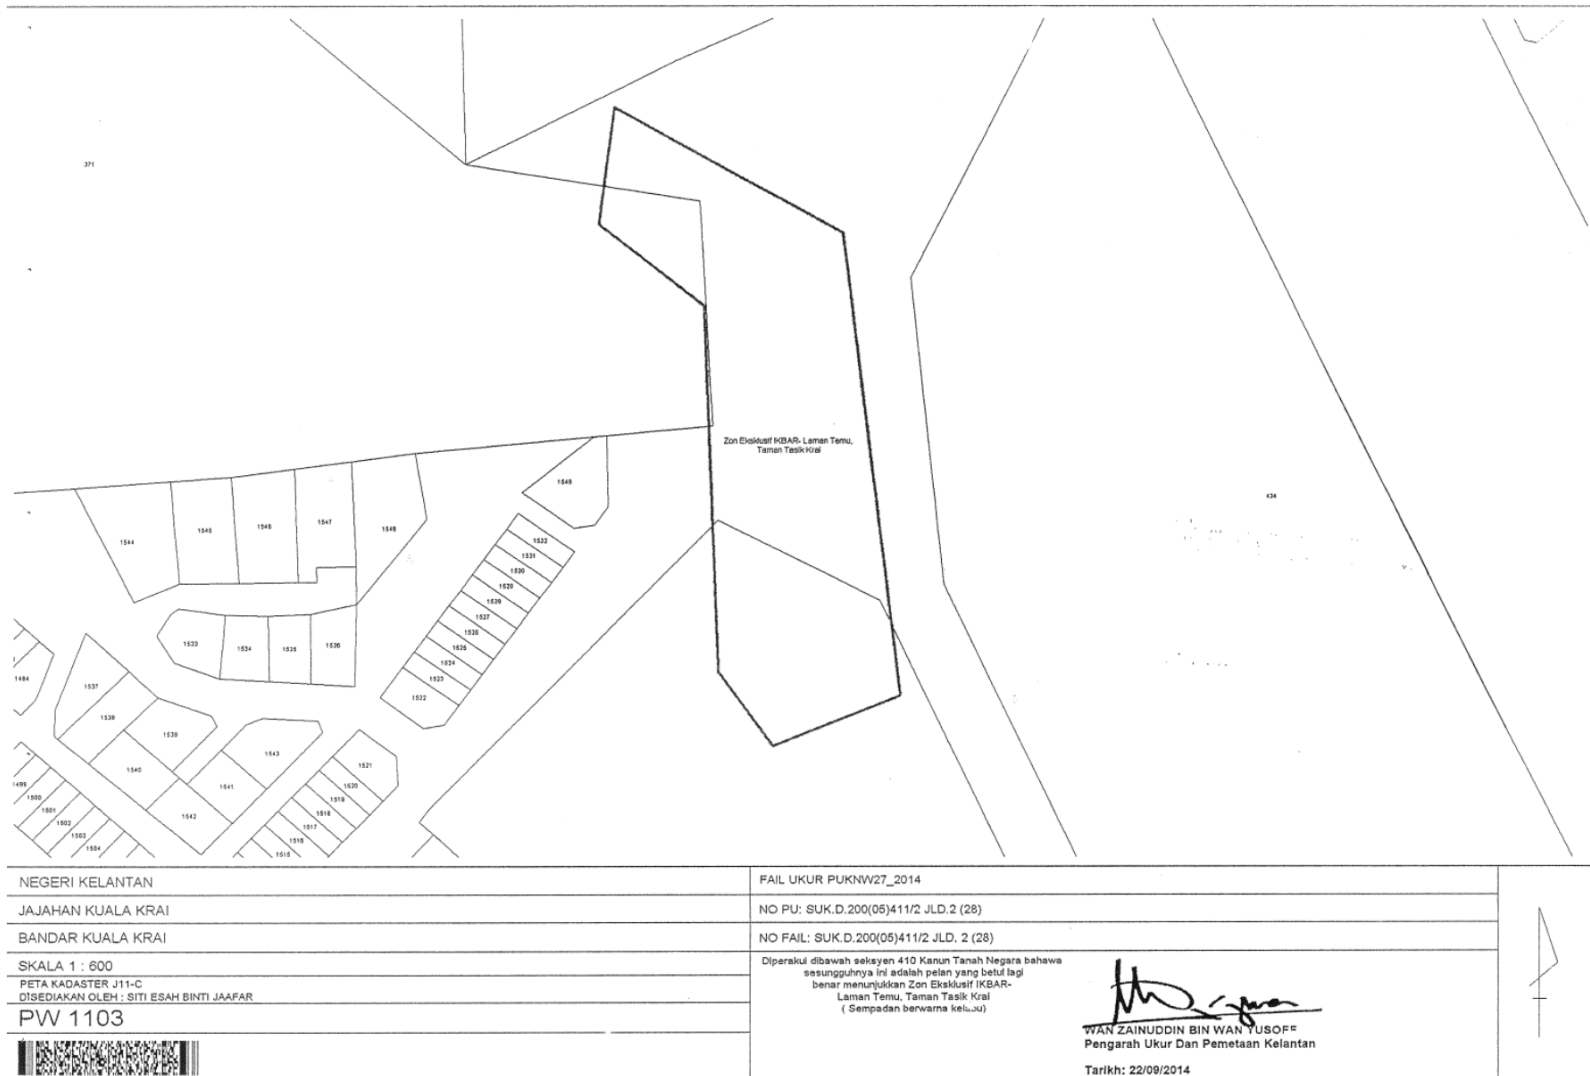 371
Zon Eksklusif IKBAR- Laman Temu,
Taman Tasik Krai
434
1549
1544
1545
1546
1547
1548
1532
1531
1530
1529
1528
1527
1526
1525
1524
1523
1522
1533
1534
1535
1536
1484
1537
1538
1539
1540
1541
1542
1543
1521
1520
1519
1518
1517
1516
1515
1499
1500
1501
1502
1503
1504
NEGERI KELANTAN
JAJAHAN KUALA KRAI
BANDAR KUALA KRAI
SKALA 1 : 600
PETA KADASTER J11-C
DISEDIAKAN OLEH : SITI ESAH BINTI JAAFAR
PW 1103
FAIL UKUR PUKNW27_2014
NO PU: SUK.D.200(05)411/2 JLD.2 (28)
NO FAIL: SUK.D.200(05)411/2 JLD. 2 (28)
Diperakui dibawah seksyen 410 Kanun Tanah Negara bahawa
sesungguhnya ini adalah pelan yang betul lagi
benar menunjukkan Zon Eksklusif IKBAR-
Laman Temu, Taman Tasik Krai
( Sempadan berwarna kelabu)
WAN ZAINUDDIN BIN WAN YUSOFF
Pengarah Ukur Dan Pemetaan Kelantan
Tarikh: 22/09/2014